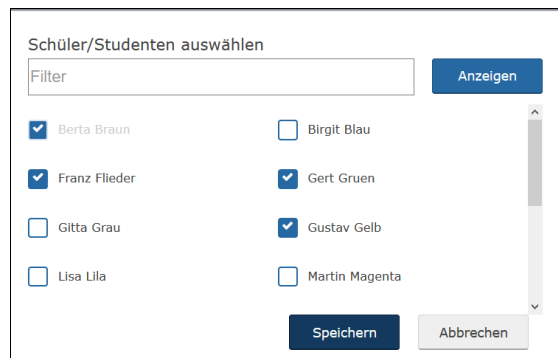 Schüler/Studenten auswählen
Filter
Anzeigen
Berta Braun
Birgit Blau
Franz Flieder
Gert Gruen
Gitta Grau
Gustav Gelb
Lisa Lila
Martin Magenta
Speichern
Abbrechen